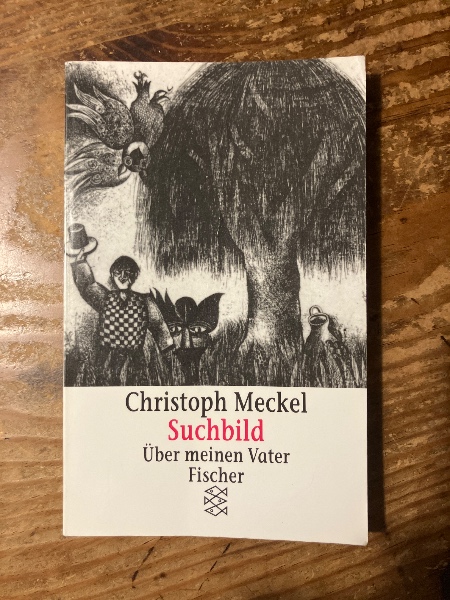 Christoph Meckel
Suchbild
Über meinen Vater
Fischer